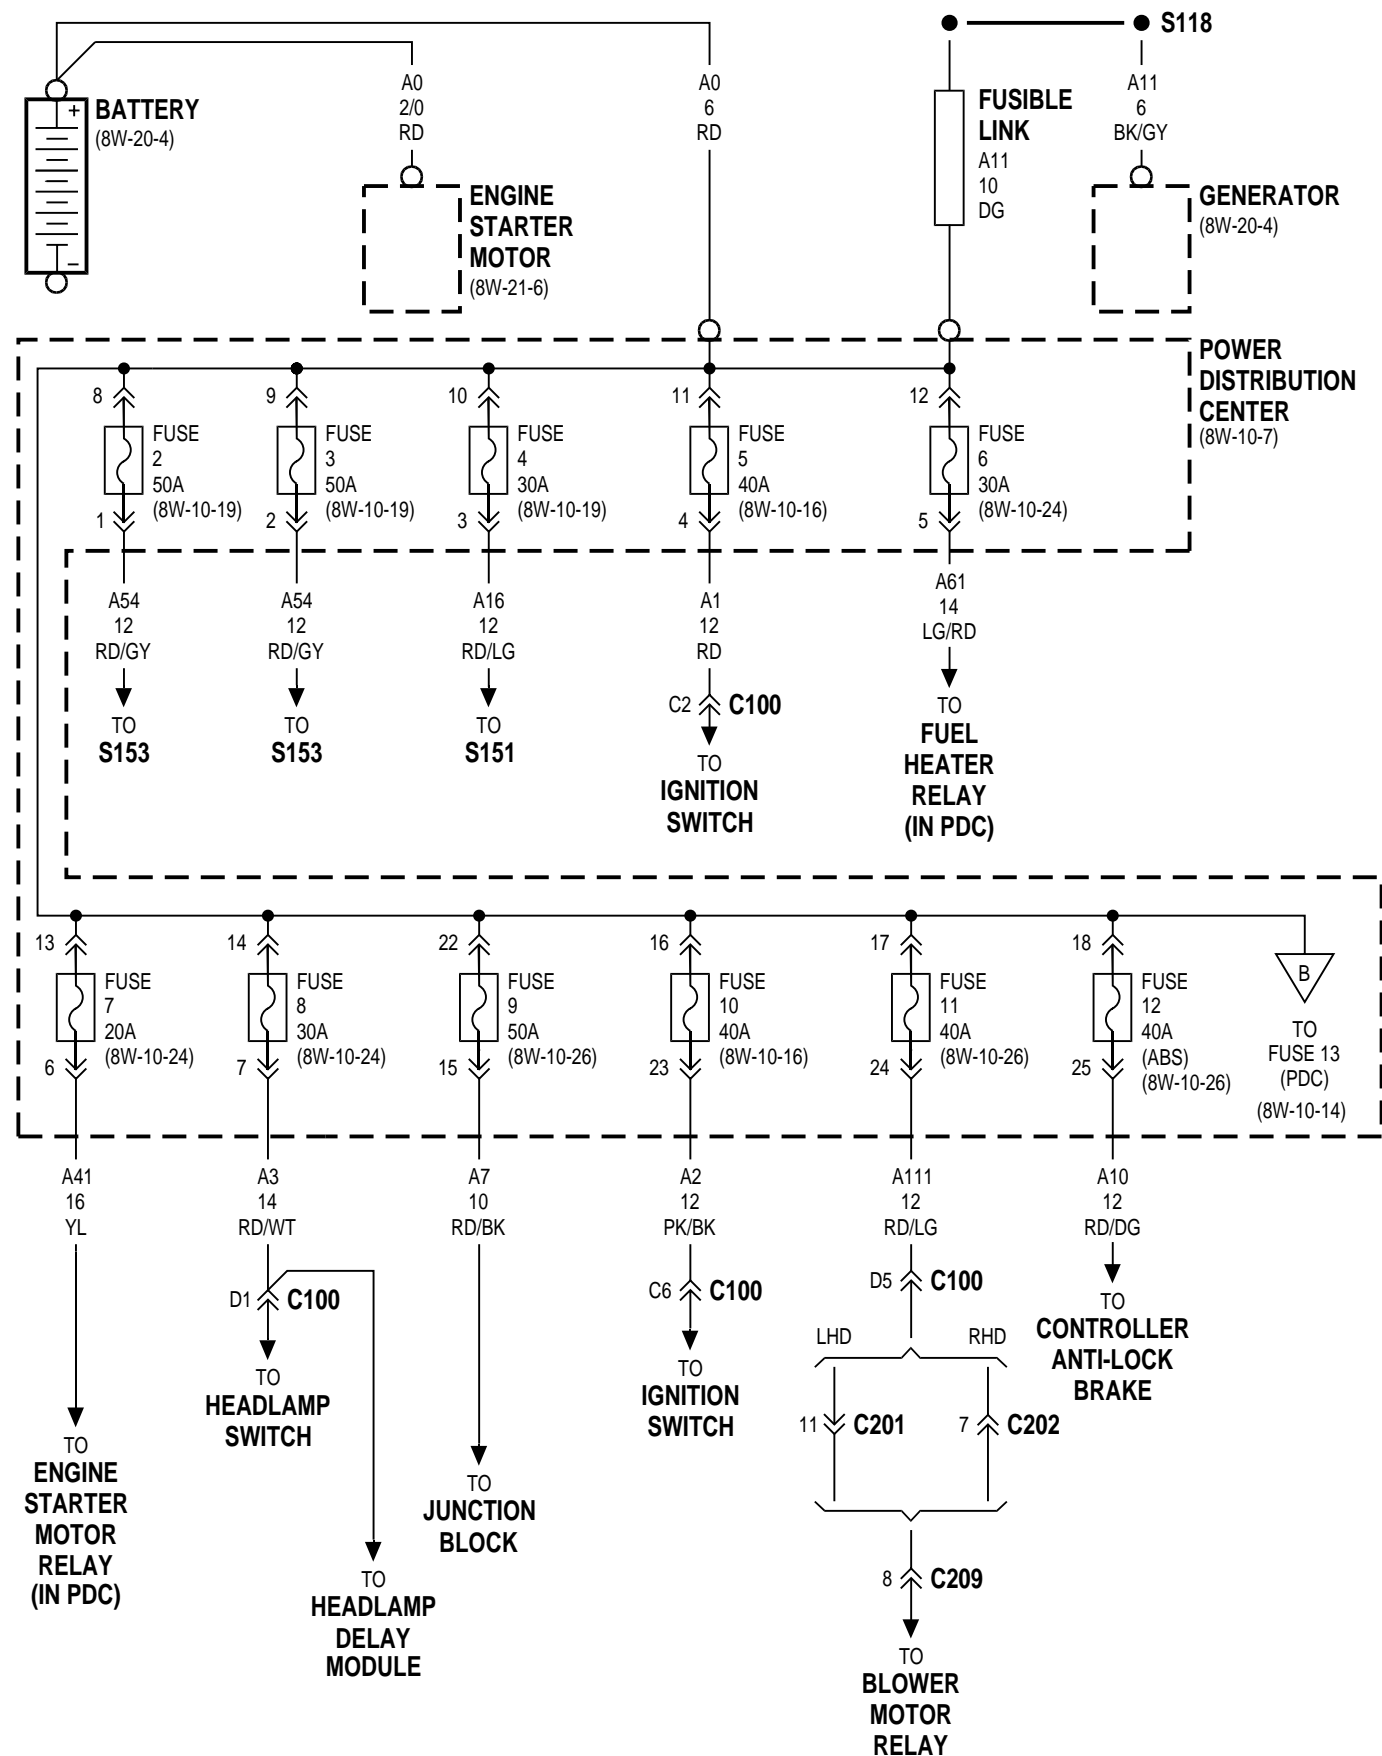 S118
BATTERY
(8W-20-4)
+
–
A0
2/0
RD
A0
6
RD
FUSIBLE
LINK
A11
10
DG
A11
6
BK/GY
ENGINE
STARTER
MOTOR
(8W-21-6)
GENERATOR
(8W-20-4)
POWER
DISTRIBUTION
CENTER
(8W-10-7)
8
FUSE
2
50A
(8W-10-19)
1
9
FUSE
3
50A
(8W-10-19)
2
10
FUSE
4
30A
(8W-10-19)
3
11
FUSE
5
40A
(8W-10-16)
4
12
FUSE
6
30A
(8W-10-24)
5
A54
12
RD/GY
TO
S153
A54
12
RD/GY
TO
S153
A16
12
RD/LG
TO
S151
A1
12
RD
C2
C100
TO
IGNITION
SWITCH
A61
14
LG/RD
TO
FUEL
HEATER
RELAY
(IN PDC)
13
FUSE
7
20A
(8W-10-24)
6
14
FUSE
8
30A
(8W-10-24)
7
22
FUSE
9
50A
(8W-10-26)
15
16
FUSE
10
40A
(8W-10-16)
23
17
FUSE
11
40A
(8W-10-26)
24
18
FUSE
12
40A
(ABS)
(8W-10-26)
25
B
TO
FUSE 13
(PDC)
(8W-10-14)
A41
16
YL
TO
ENGINE
STARTER
MOTOR
RELAY
(IN PDC)
A3
14
RD/WT
D1
C100
TO
HEADLAMP
SWITCH
TO
HEADLAMP
DELAY
MODULE
A7
10
RD/BK
TO
JUNCTION
BLOCK
A2
12
PK/BK
C6
C100
TO
IGNITION
SWITCH
A111
12
RD/LG
D5
C100
LHD
RHD
11
C201
7
C202
8
C209
TO
BLOWER
MOTOR
RELAY
A10
12
RD/DG
TO
CONTROLLER
ANTI-LOCK
BRAKE